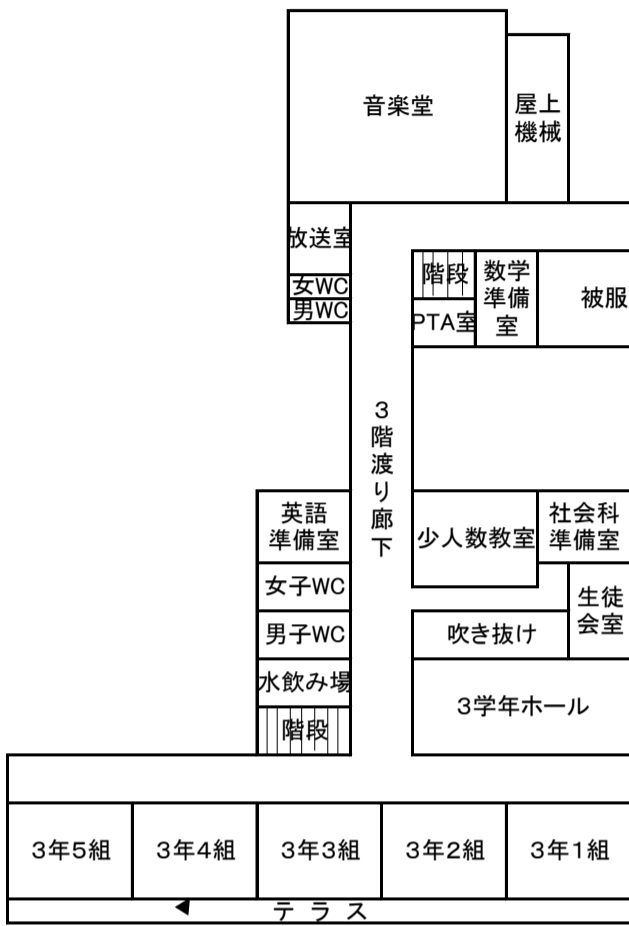 音楽堂
屋上
機械
放送室
女WC
男WC
階段
PTA室
数学
準備
室
被服
3階渡り廊下
英語
準備室
少人数教室
社会科
準備室
女子WC
生徒
会室
男子WC
吹き抜け
水飲み場
3学年ホール
階段
3年5組
3年4組
3年3組
3年2組
3年1組
テラス